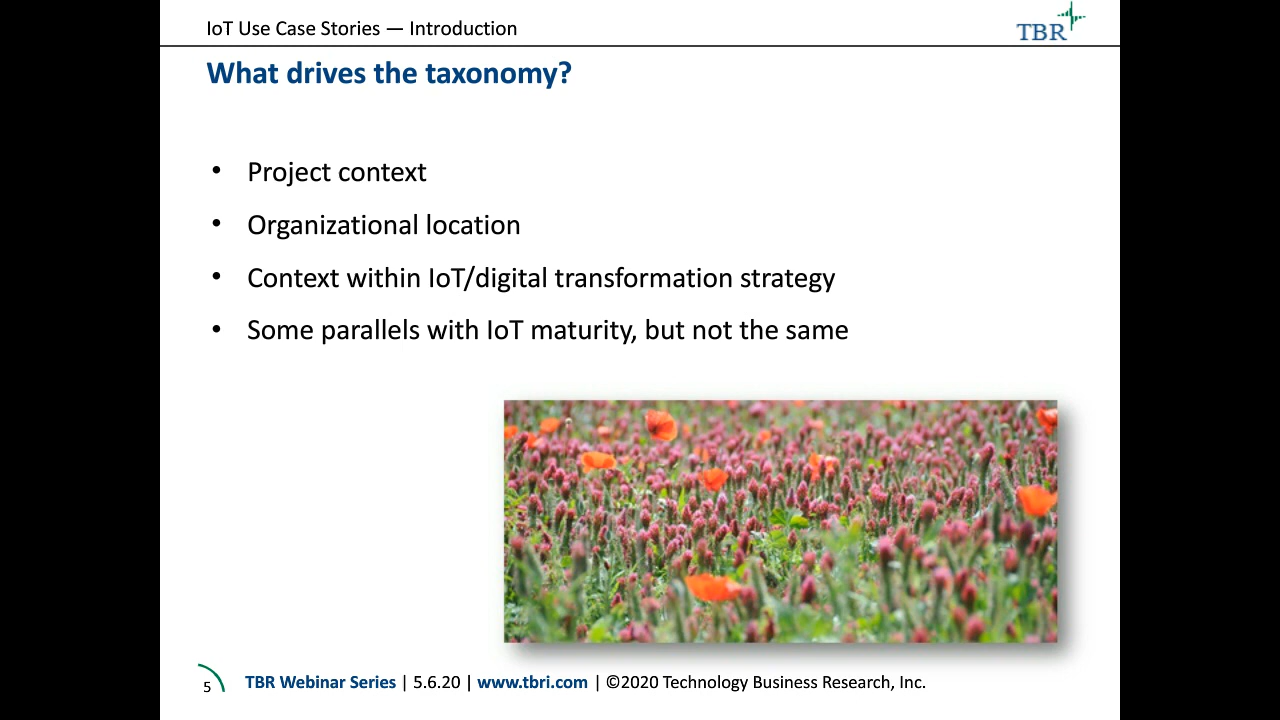 IoT Use Case Stories — Introduction
TBR
What drives the taxonomy?
• Project context
• Organizational location
• Context within IoT/digital transformation strategy
• Some parallels with IoT maturity, but not the same
5
TBR Webinar Series | 5.6.20 | www.tbri.com | ©2020 Technology Business Research, Inc.